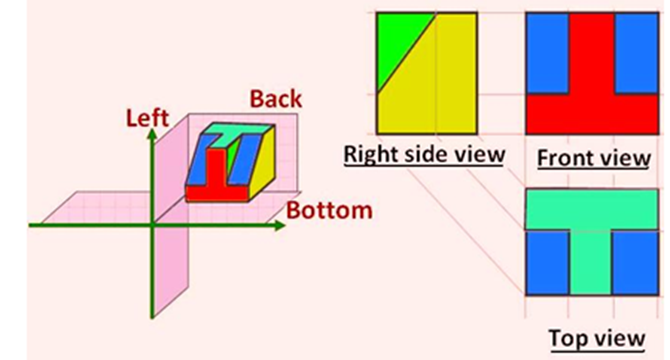 Back
Left
Bottom
Right side view
Front view
Top view